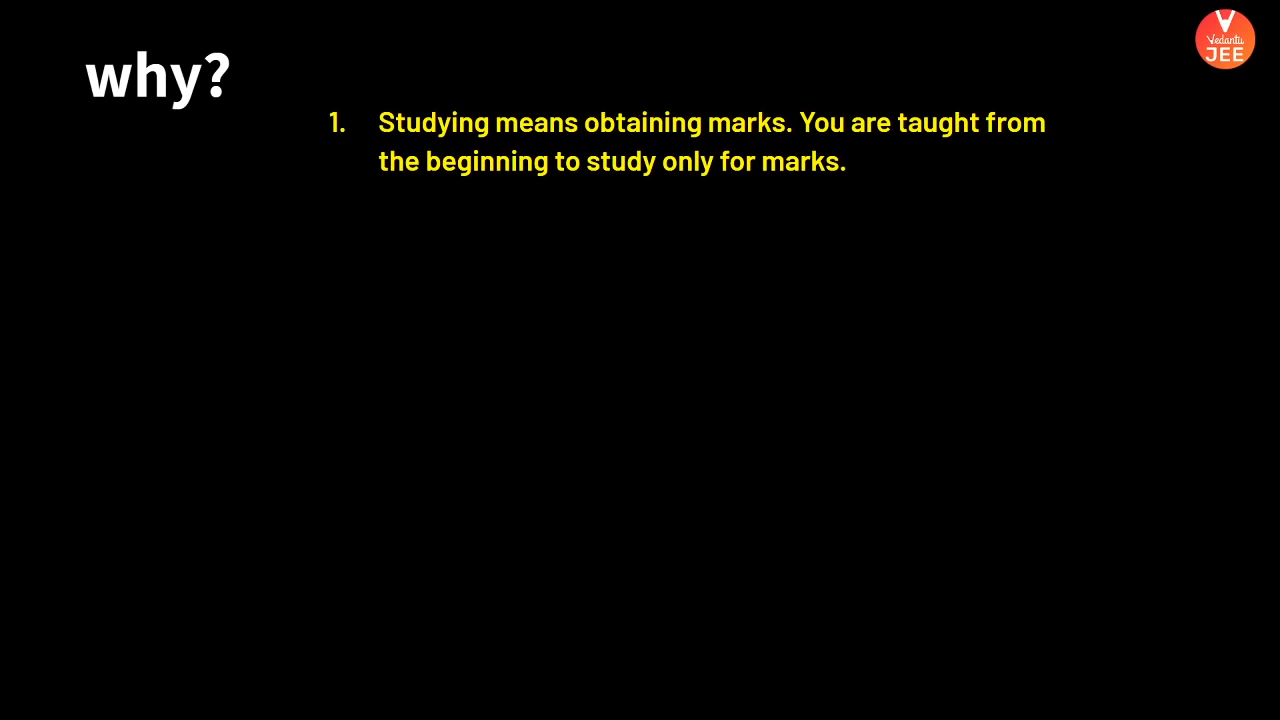 Vedantu
JEE
why?
1. Studying means obtaining marks. You are taught from
the beginning to study only for marks.